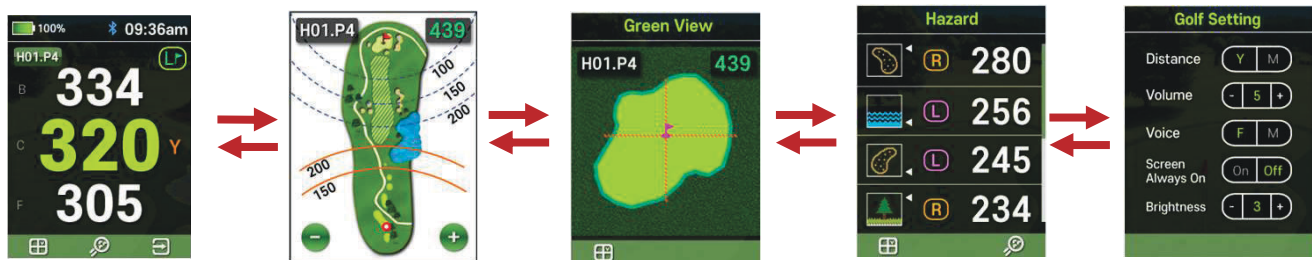 100% 09:36am
H01.P4 L
B 334
C 320 Y
F 305
H01.P4 439
100
150
200
200
150
- +
Green View
H01.P4 439
Hazard
R 280
L 256
L 245
R 234
Golf Setting
Distance Y M
Volume - 5 +
Voice F M
Screen
Always On On Off
Brightness - 3 +